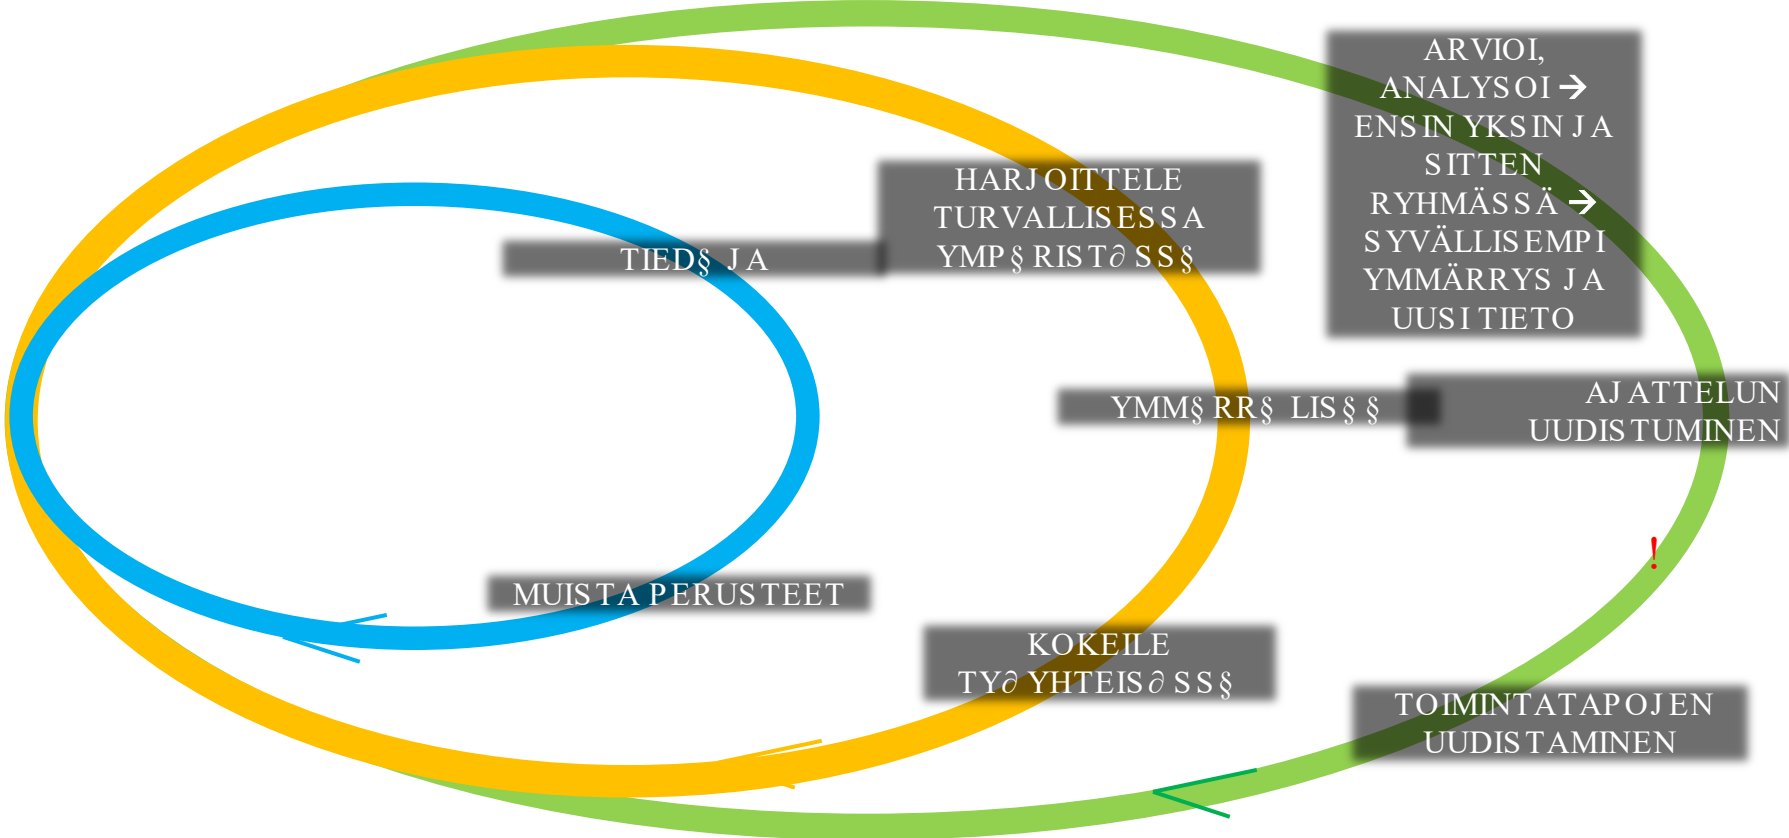 ARVIOI,
ANALYSOI →
ENSIN YKSIN JA
SITTEN
RYHMÄSSÄ →
SYVÄLLISEMPI
YMMÄRRYS JA
UUSI TIETO
HARJOITTELE
TURVALLISESSA
YMP§RIST∂SS§
TIED§ JA
YMM§RR§ LIS§§
AJATTELUN
UUDISTUMINEN
!
MUISTA PERUSTEET
KOKEILE
TY∂YHTEIS∂SS§
TOIMINTATAPOJEN
UUDISTAMINEN